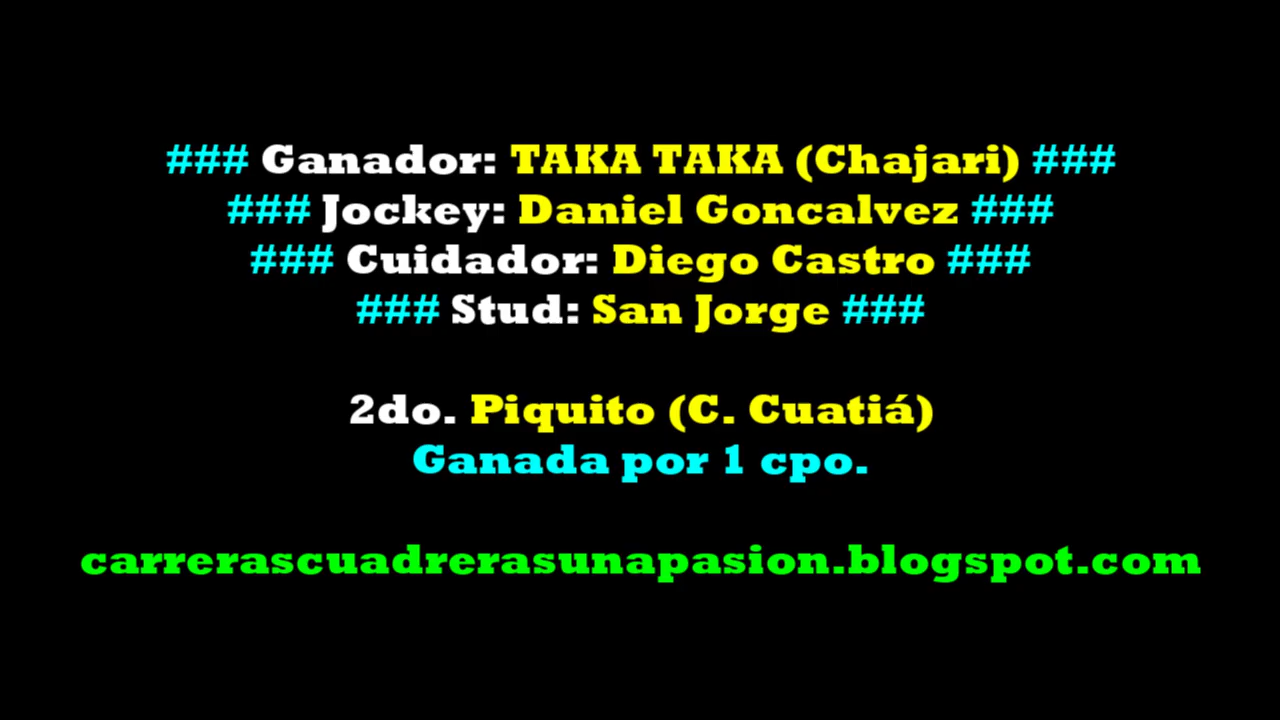 ### Ganador: TAKA TAKA (Chajari) ###
### Jockey: Daniel Goncalvez ###
### Cuidador: Diego Castro ###
### Stud: San Jorge ###
2do. Piquito (C. Cuatiá)
Ganada por 1 cpo.
carrerascuadrerasunapasion.blogspot.com